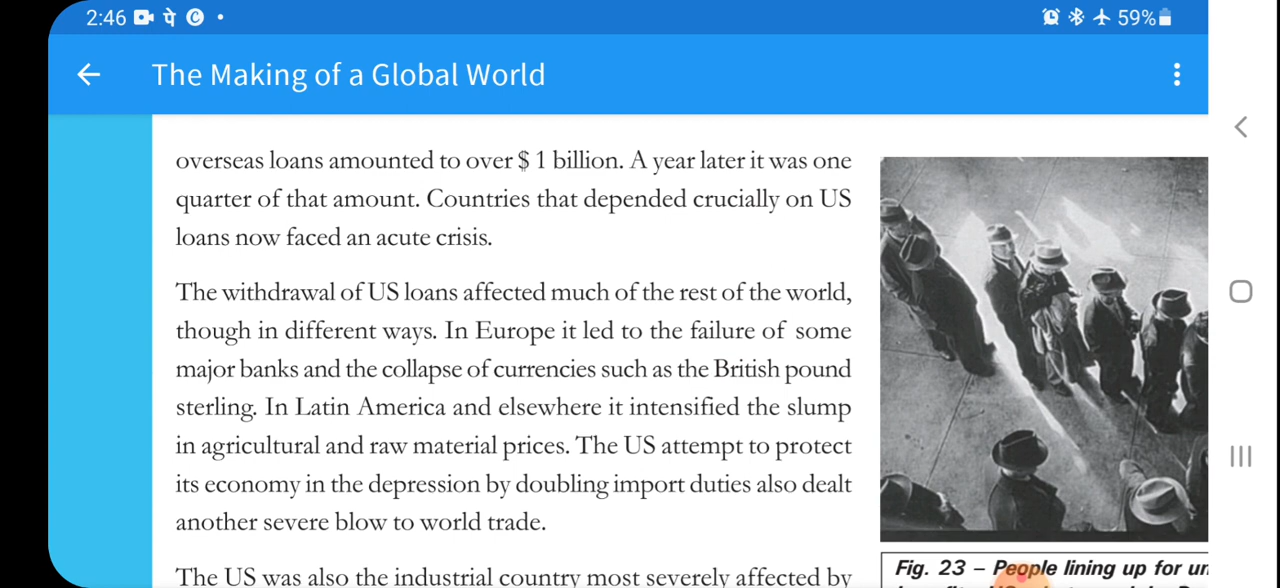 2:46
59%
The Making of a Global World
overseas loans amounted to over $ 1 billion. A year later it was one
quarter of that amount. Countries that depended crucially on US
loans now faced an acute crisis.
The withdrawal of US loans affected much of the rest of the world,
though in different ways. In Europe it led to the failure of some
major banks and the collapse of currencies such as the British pound
sterling. In Latin America and elsewhere it intensified the slump
in agricultural and raw material prices. The US attempt to protect
its economy in the depression by doubling import duties also dealt
another severe blow to world trade.
The US was also the industrial country most severely affected by
Fig. 23 – People lining up for un